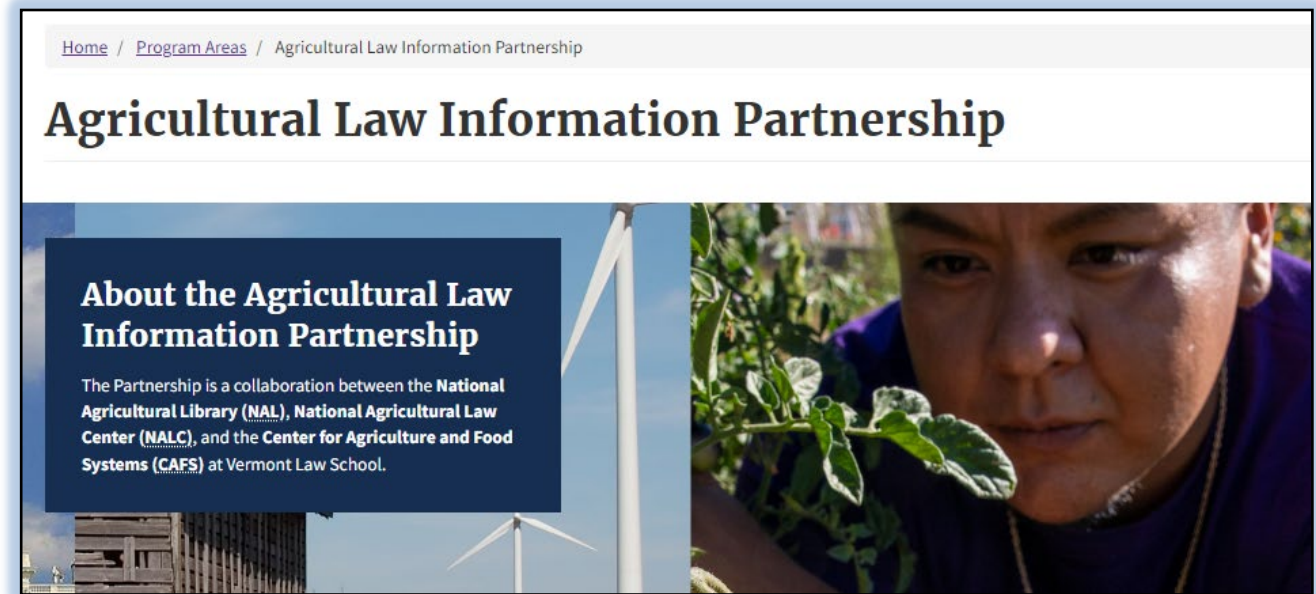 Home / Program Areas / Agricultural Law Information Partnership
Agricultural Law Information Partnership
About the Agricultural Law
Information Partnership
The Partnership is a collaboration between the National
Agricultural Library (NAL), National Agricultural Law
Center (NALC), and the Center for Agriculture and Food
Systems (CAFS) at Vermont Law School.